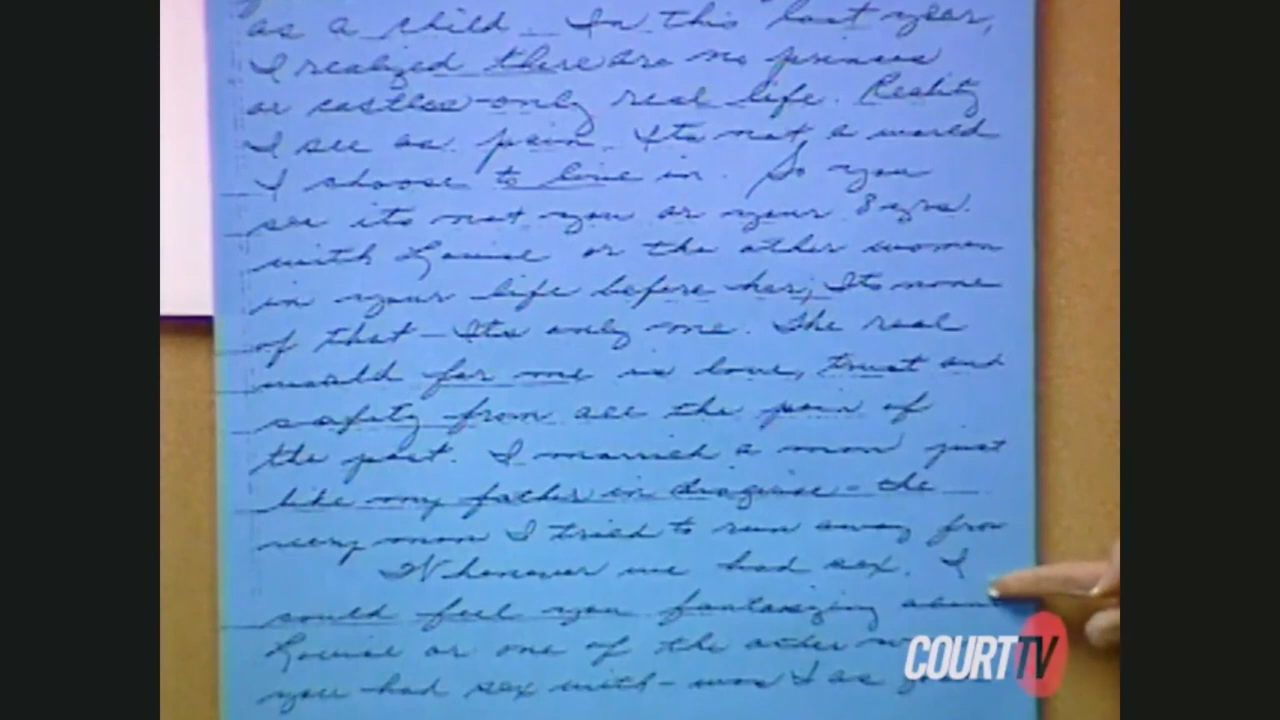 as a child In this last year,
I realized there are no princes
or castles-only real life. Reality
I see as pain. Its not a world
I choose to live in. So you
see its not you or your 8 yrs.
with Louise or the other women
in your life before her, Its none
of that - Its only me. The real
world for me is love, trust and
safety from all the pain of
the past. I married a man just
like my father in disguise - the
very man I tried to run away from
Whenever we had sex. I
could feel you fantasizing
Louise or one of the other
you had sex with - was I as
COURT TV